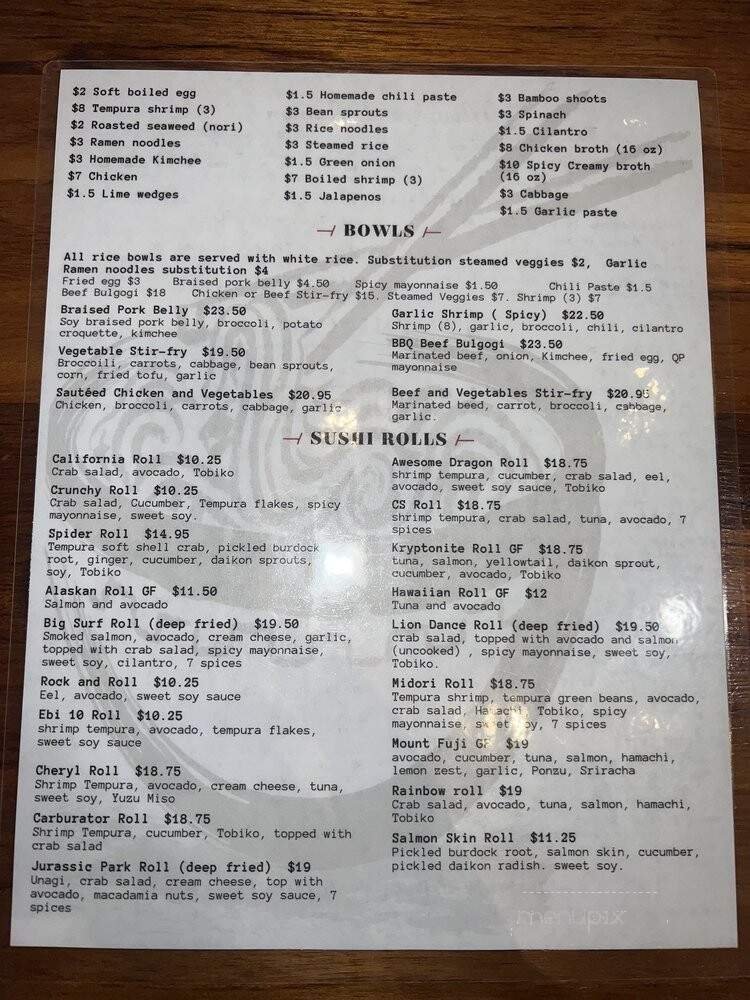 $2 Soft boiled egg
$8 Tempura shrimp (3)
$2 Roasted seaweed (nori)
$3 Ramen noodles
$3 Homemade Kimchee
$7 Chicken
$1.5 Lime wedges
$1.5 Homemade chili paste
$3 Bean sprouts
$3 Rice noodles
$3 Steamed rice
$1.5 Green onion
$7 Boiled shrimp (3)
$1.5 Jalapenos
$3 Bamboo shoots
$3 Spinach
$1.5 Cilantro
$8 Chicken broth (16 oz)
$10 Spicy Creamy broth
(16 oz)
$3 Cabbage
$1.5 Garlic paste
BOWLS
All rice bowls are served with white rice. Substitution steamed veggies $2, Garlic
Ramen noodles substitution $4
Fried egg $3 Braised pork belly $4.50 Spicy mayonnaise $1.50 Chili Paste $1.5
Beef Bulgogi $18 Chicken or Beef Stir-fry $15. Steamed Veggies $7. Shrimp (3) $7
Braised Pork Belly $23.50
Soy braised pork belly, broccoli, potato
croquette, kimchee
Vegetable Stir-fry $19.50
Broccoili, carrots, cabbage, bean sprouts,
corn, fried tofu, garlic
Sautéed Chicken and Vegetables $20.95
Chicken, broccoli, carrots, cabbage, garlic
Garlic Shrimp ( Spicy) $22.50
Shrimp (8), garlic, broccoli, chili, cilantro
BBQ Beef Bulgogi $23.50
Marinated beef, onion, Kimchee, fried egg, QP
mayonnaise
Beef and Vegetables Stir-fry $20.95
Marinated beed, carrot, broccoli, cabbage,
garlic.
SUSHI ROLLS
California Roll $10.25
Crab salad, avocado, Tobiko
Crunchy Roll $10.25
Crab salad, Cucumber, Tempura flakes, spicy
mayonnaise, sweet soy.
Spider Roll $14.95
Tempura soft shell crab, pickled burdock
root, ginger, cucumber, daikon sprouts,
soy, Tobiko
Alaskan Roll GF $11.50
Salmon and avocado
Big Surf Roll (deep fried) $19.50
Smoked salmon, avocado, cream cheese, garlic,
topped with crab salad, spicy mayonnaise,
sweet soy, cilantro, 7 spices
Rock and Roll $10.25
Eel, avocado, sweet soy sauce
Ebi 10 Roll $10.25
shrimp tempura, avocado, tempura flakes,
sweet soy sauce
Cheryl Roll $18.75
Shrimp Tempura, avocado, cream cheese, tuna,
sweet soy, Yuzu Miso
Carburator Roll $18.75
Shrimp Tempura, cucumber, Tobiko, topped with
crab salad
Jurassic Park Roll (deep fried) $19
Unagi, crab salad, cream cheese, top with
avocado, macadamia nuts, sweet soy sauce, 7
spices
Awesome Dragon Roll $18.75
shrimp tempura, cucumber, crab salad, eel,
avocado, sweet soy sauce, Tobiko
CS Roll $18.75
shrimp tempura, crab salad, tuna, avocado, 7
spices
Kryptonite Roll GF $18.75
tuna, salmon, yellowtail, daikon sprout,
cucumber, avocado, Tobiko
Hawaiian Roll GF $12
Tuna and avocado
Lion Dance Roll (deep fried) $19.50
crab salad, topped with avocado and salmon
(uncooked) , spicy mayonnaise, sweet soy,
Tobiko.
Midori Roll $18.75
Tempura shrimp, tempura green beans, avocado,
crab salad, Hamachi, Tobiko, spicy
mayonnaise, sweet soy, 7 spices
Mount Fuji GF $19
avocado, cucumber, tuna, salmon, hamachi,
lemon zest, garlic, Ponzu, Sriracha
Rainbow roll $19
Crab salad, avocado, tuna, salmon, hamachi,
Tobiko
Salmon Skin Roll $11.25
Pickled burdock root, salmon skin, cucumber,
pickled daikon radish. sweet soy.
menupix